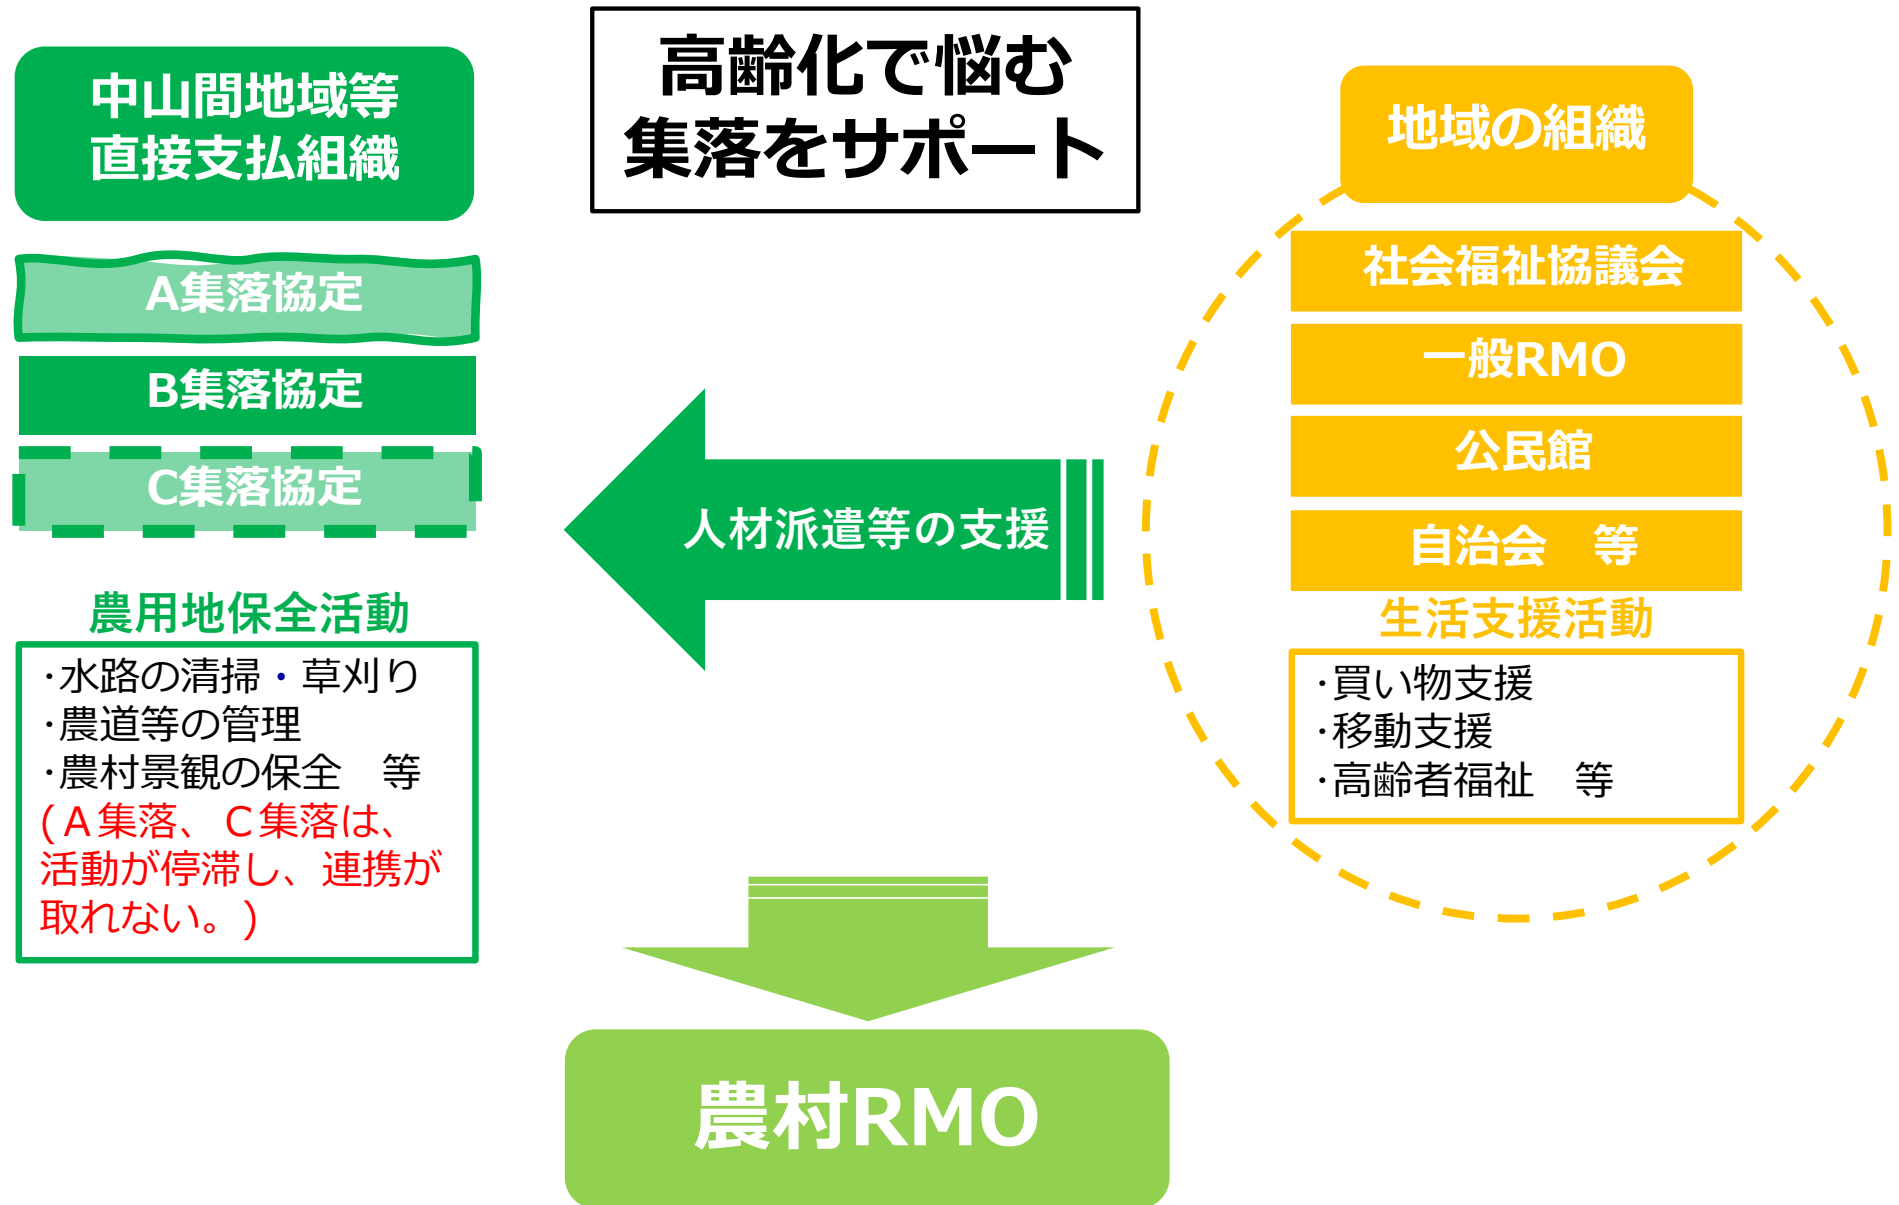 高齢化で悩む
集落をサポート
中山間地域等
直接支払組織
A集落協定
B集落協定
C集落協定
農用地保全活動
･水路の清掃・草刈り
･農道等の管理
･農村景観の保全　等
(Ａ集落、Ｃ集落は、
活動が停滞し、連携が
取れない。)
人材派遣等の支援
地域の組織
社会福祉協議会
一般RMO
公民館
自治会　等
生活支援活動
･買い物支援
･移動支援
･高齢者福祉　等
農村RMO